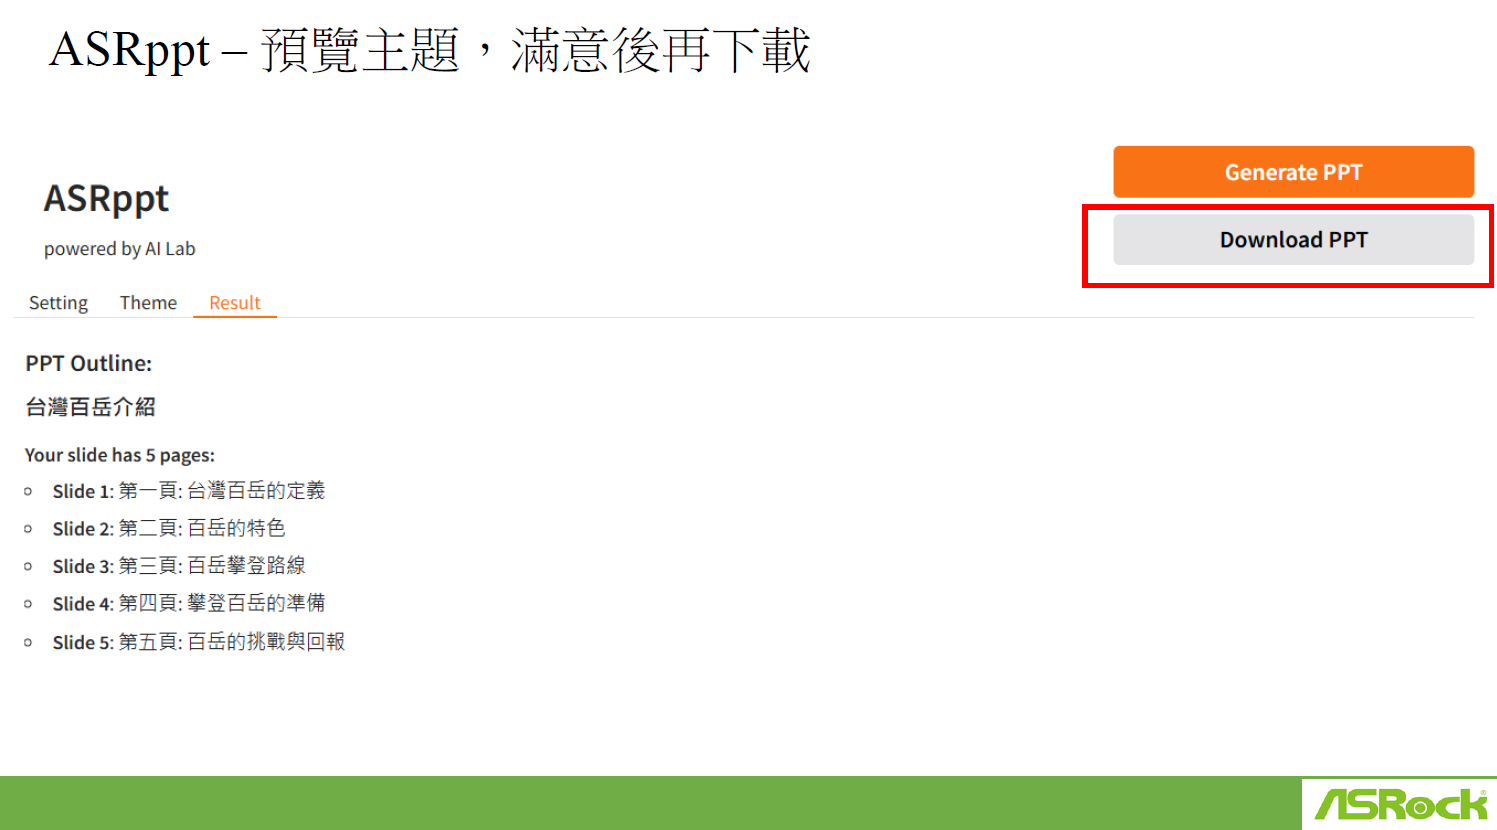 ASRppt – 預覽主題，滿意後再下載
Generate PPT
ASRppt
Download PPT
powered by AI Lab
Setting Theme Result
PPT Outline:
台灣百岳介紹
Your slide has 5 pages:
Slide 1: 第一頁: 台灣百岳的定義
Slide 2: 第二頁: 百岳的特色
Slide 3: 第三頁: 百岳攀登路線
Slide 4: 第四頁: 攀登百岳的準備
Slide 5: 第五頁: 百岳的挑戰與回報
ASRock®